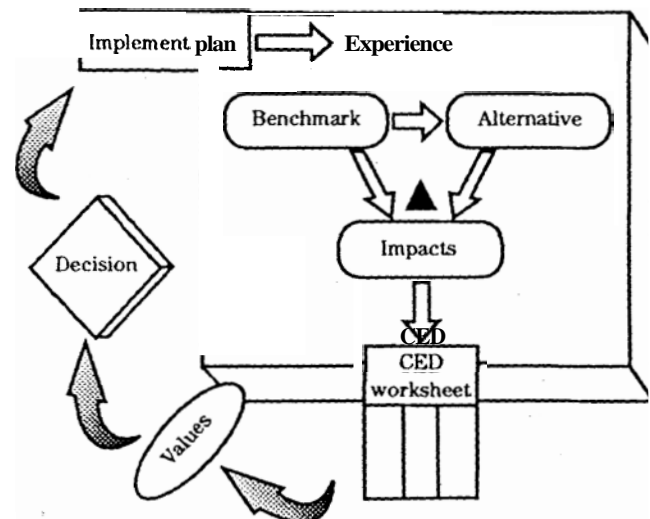 Implement plan
Experience
Benchmark
Alternative
Impacts
Decision
CED
CED
worksheet
Values